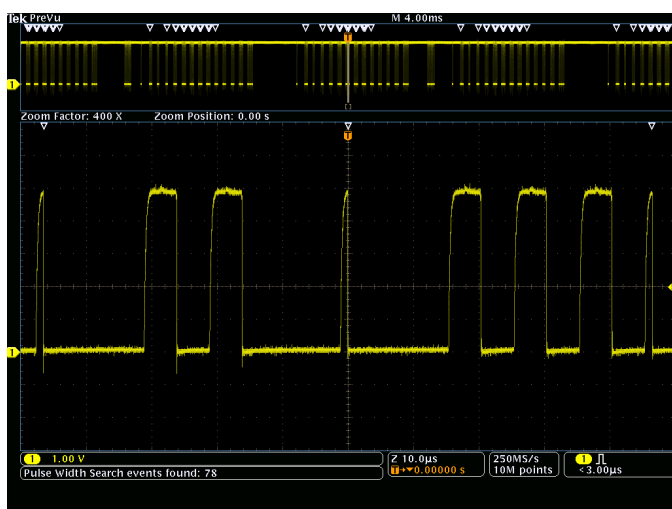 Tek PreVu M 4.00ms
T
1
Zoom Factor: 400 X Zoom Position: 0.00 s
T
1
1 1.00 V Z 10.0µs 250MS/s 1
T→▼0.00000 s 10M points <3.00µs
Pulse Width Search events found: 78